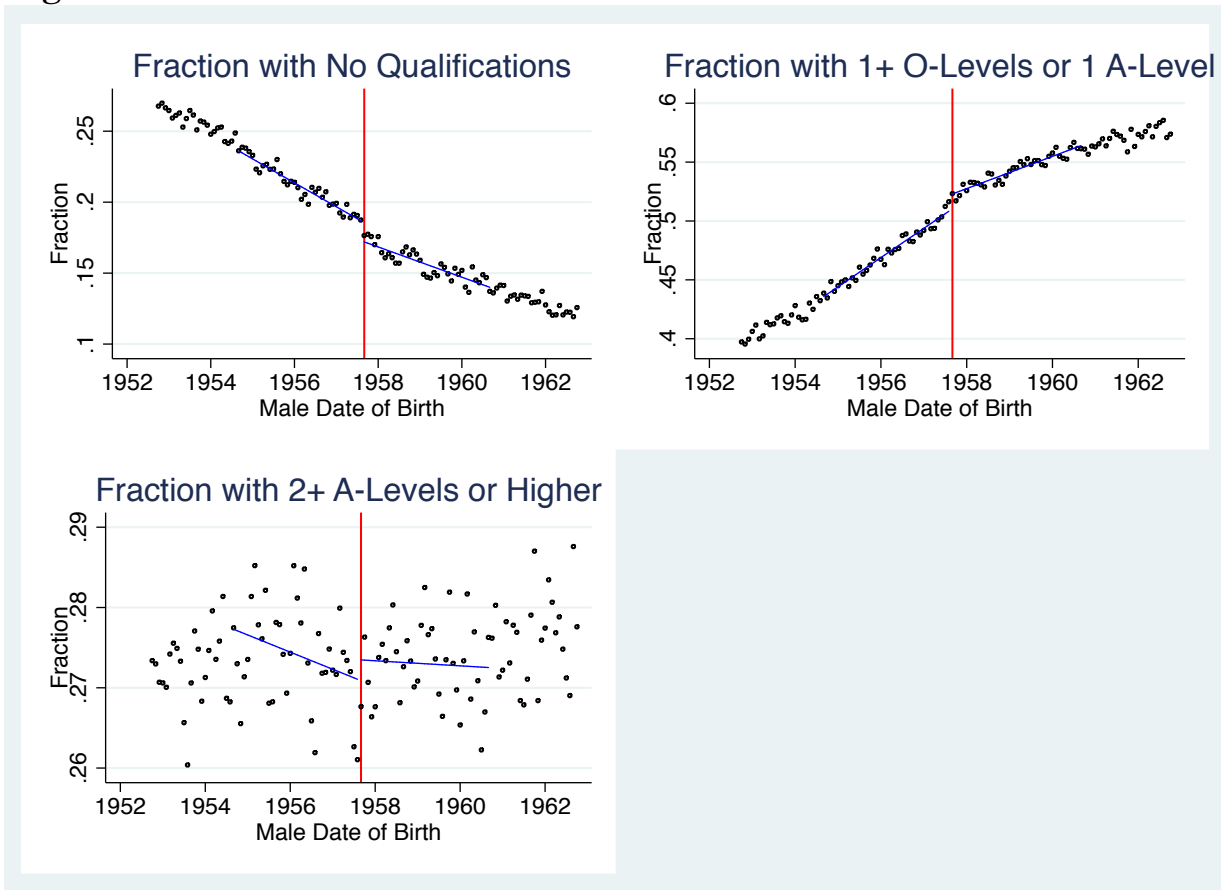 Fraction with No Qualifications
Fraction
.25
.2
.15
.1
1952 1954 1956 1958 1960 1962
Male Date of Birth
Fraction with 1+ O-Levels or 1 A-Level
Fraction
.6
.55
.5
.45
.4
1952 1954 1956 1958 1960 1962
Male Date of Birth
Fraction with 2+ A-Levels or Higher
Fraction
.29
.28
.27
.26
1952 1954 1956 1958 1960 1962
Male Date of Birth